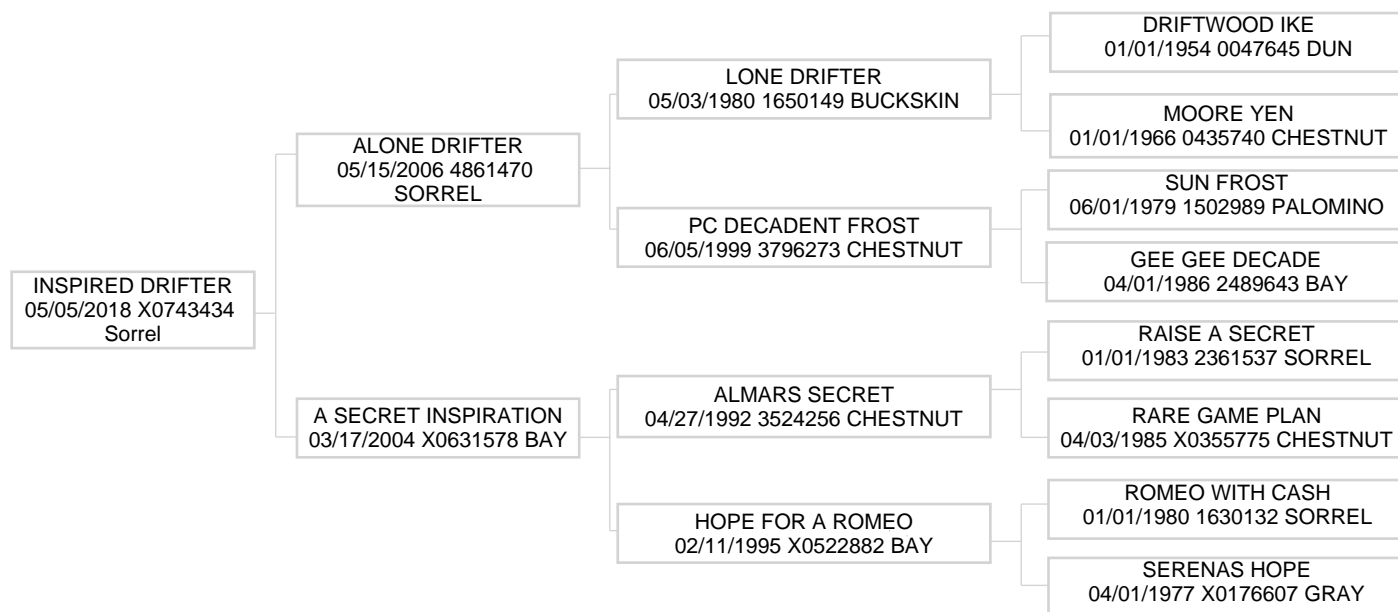 INSPIRED DRIFTER
05/05/2018 X0743434
Sorrel
ALONE DRIFTER
05/15/2006 4861470
SORREL
A SECRET INSPIRATION
03/17/2004 X0631578 BAY
LONE DRIFTER
05/03/1980 1650149 BUCKSKIN
PC DECADENT FROST
06/05/1999 3796273 CHESTNUT
ALMARS SECRET
04/27/1992 3524256 CHESTNUT
HOPE FOR A ROMEO
02/11/1995 X0522882 BAY
DRIFTWOOD IKE
01/01/1954 0047645 DUN
MOORE YEN
01/01/1966 0435740 CHESTNUT
SUN FROST
06/01/1979 1502989 PALOMINO
GEE GEE DECADE
04/01/1986 2489643 BAY
RAISE A SECRET
01/01/1983 2361537 SORREL
RARE GAME PLAN
04/03/1985 X0355775 CHESTNUT
ROMEO WITH CASH
01/01/1980 1630132 SORREL
SERENAS HOPE
04/01/1977 X0176607 GRAY